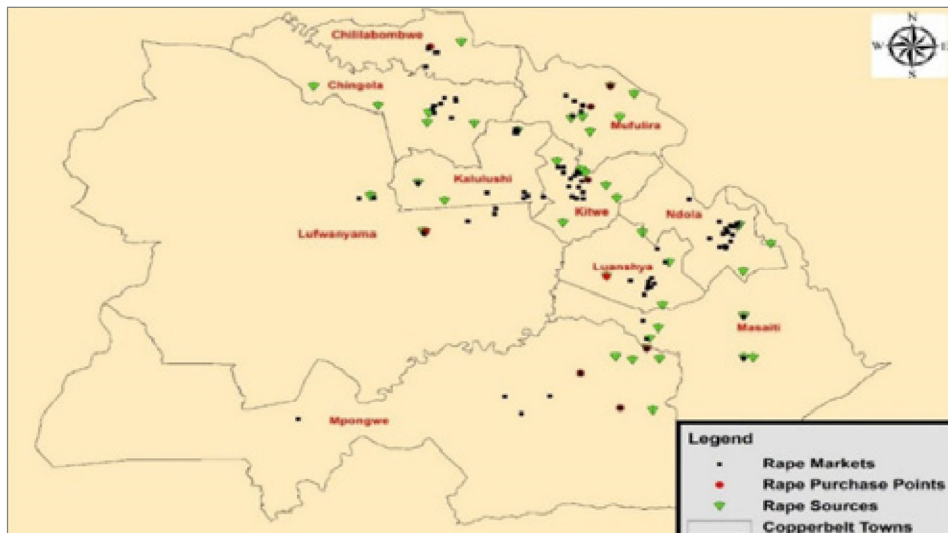 N
W
E
S
Chililabombwe
Chingola
Mufulira
Kalulushi
Kitwe
Ndola
Lufwanyama
Luanshya
Masaiti
Mpongwe
Legend
Rape Markets
Rape Purchase Points
Rape Sources
Copperbelt Towns